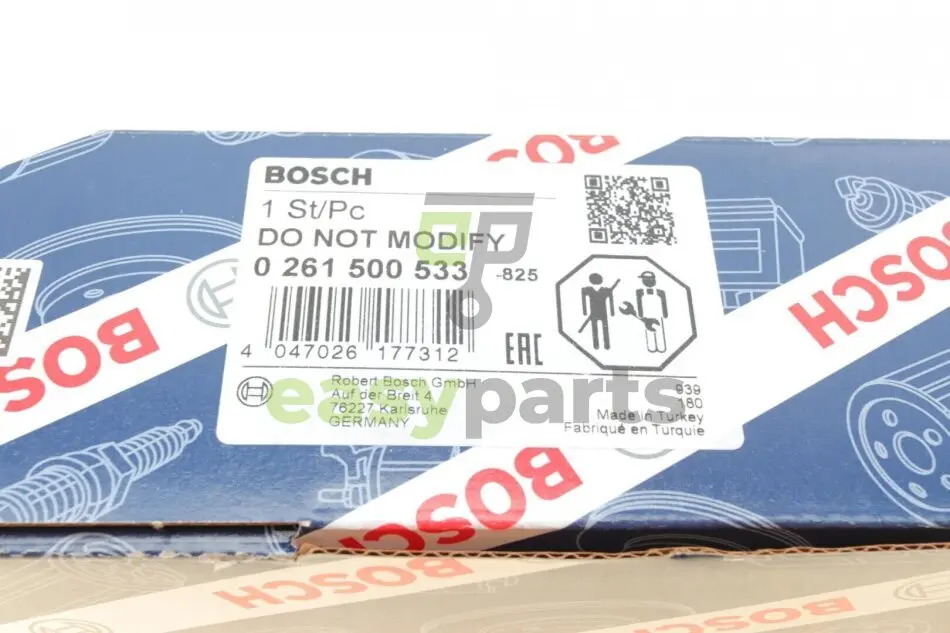 BOSCH
1 St/Pc
DO NOT MODIFY
0 261 500 533 -825
4 047026 177312
EAC
Robert Bosch GmbH
Auf der Breit 4
76227 Karlsruhe
GERMANY
939
180
Made in Turkey
Fabriqué en Turquie
easyparts
BOSCH
BOSCH
BOSCH
BOSCH
BOSCH
BOSCH